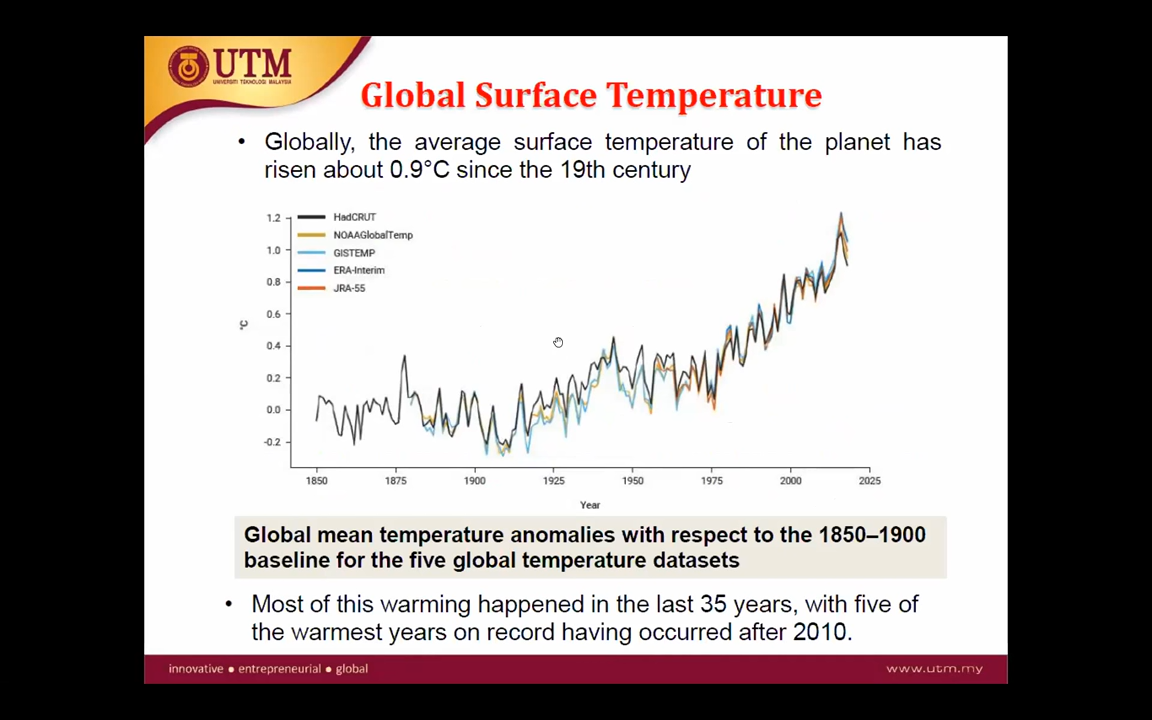 UTM
UNIVERSITI TEKNOLOGI MALAYSIA
Global Surface Temperature
• Globally, the average surface temperature of the planet has
risen about 0.9°C since the 19th century
1.2
1.0
0.8
0.6
0.4
0.2
0.0
-0.2
°C
HadCRUT
NOAAGlobalTemp
GISTEMP
ERA-Interim
JRA-55
1850 1875 1900 1925 1950 1975 2000 2025
Year
Global mean temperature anomalies with respect to the 1850–1900
baseline for the five global temperature datasets
• Most of this warming happened in the last 35 years, with five of
the warmest years on record having occurred after 2010.
innovative ● entrepreneurial ● global
www.utm.my